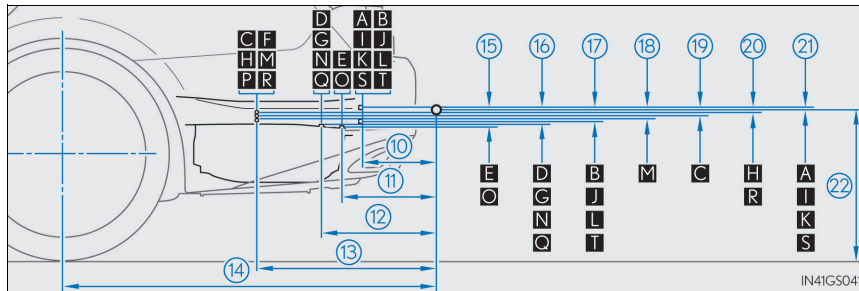 D A B
C F G I J ⑮ ⑯ ⑰ ⑱ ⑲ ⑳ ㉑
H M N E K L
P R Q O S T
⑩ E D B M C H A
⑪ O G J R I ㉒
⑫ N L K
Q T S
⑬
⑭
IN41GS041